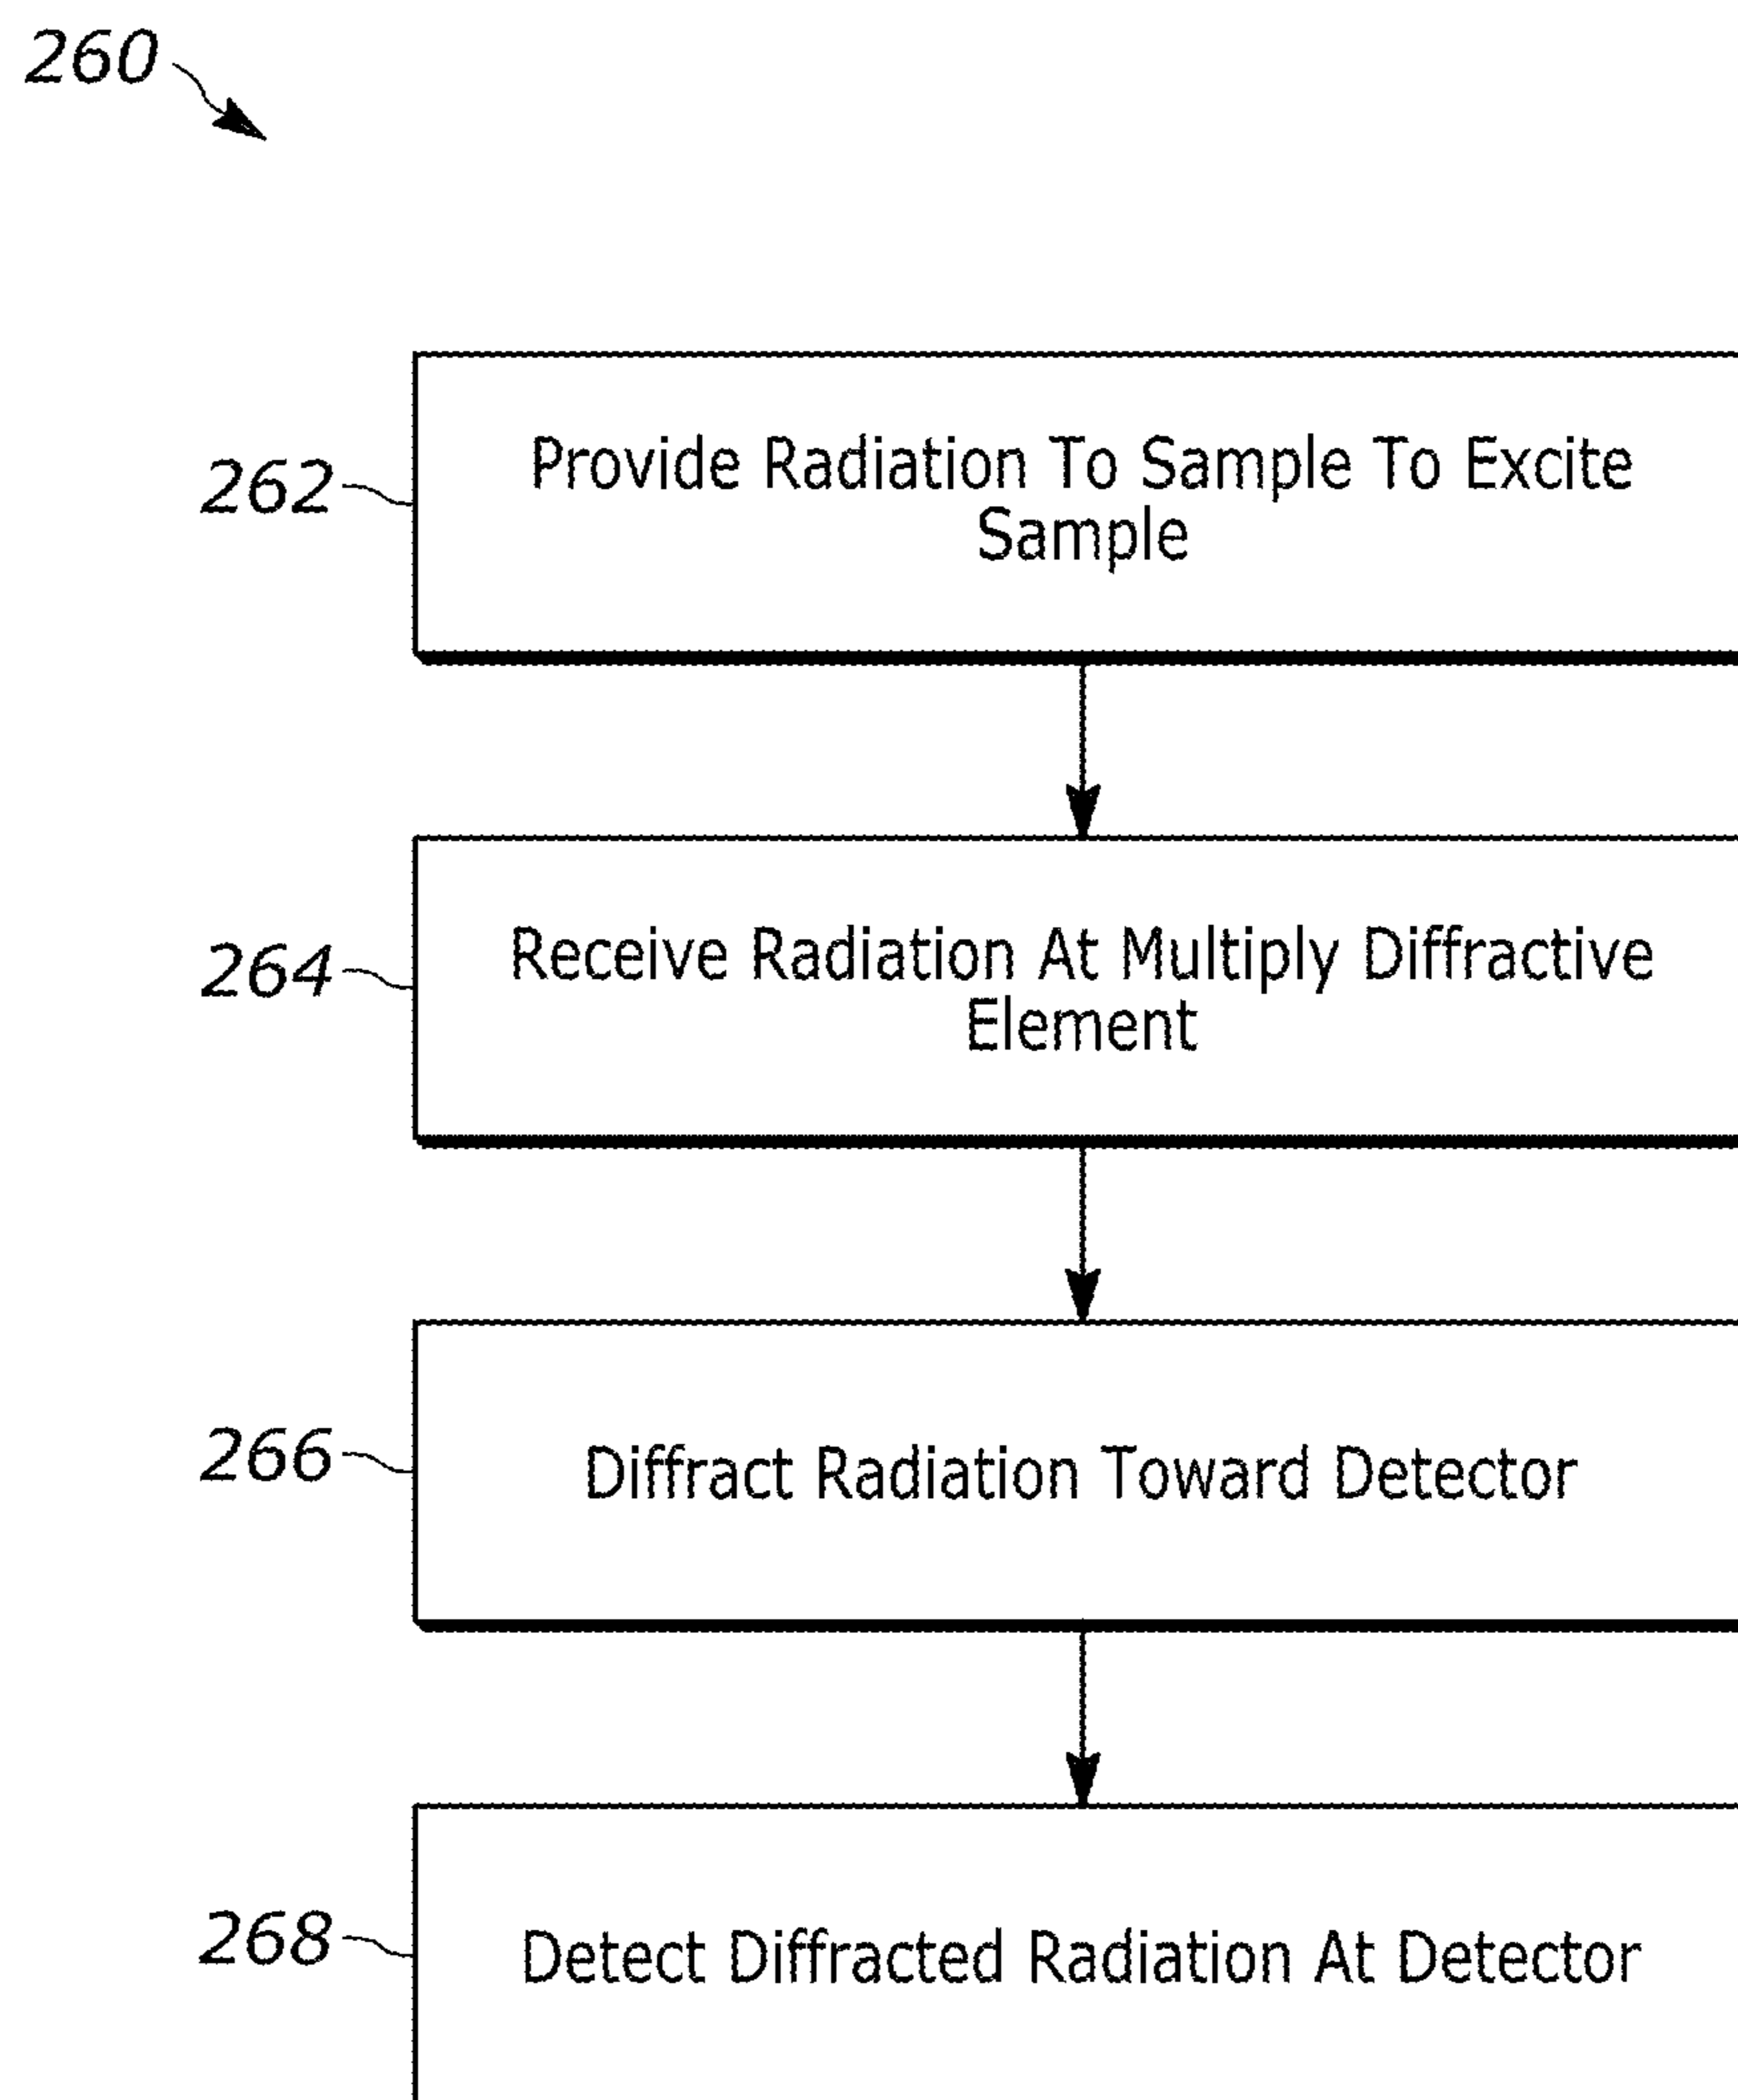 260
262
Provide Radiation To Sample To Excite
Sample
264
Receive Radiation At Multiply Diffractive
Element
266
Diffract Radiation Toward Detector
268
Detect Diffracted Radiation At Detector